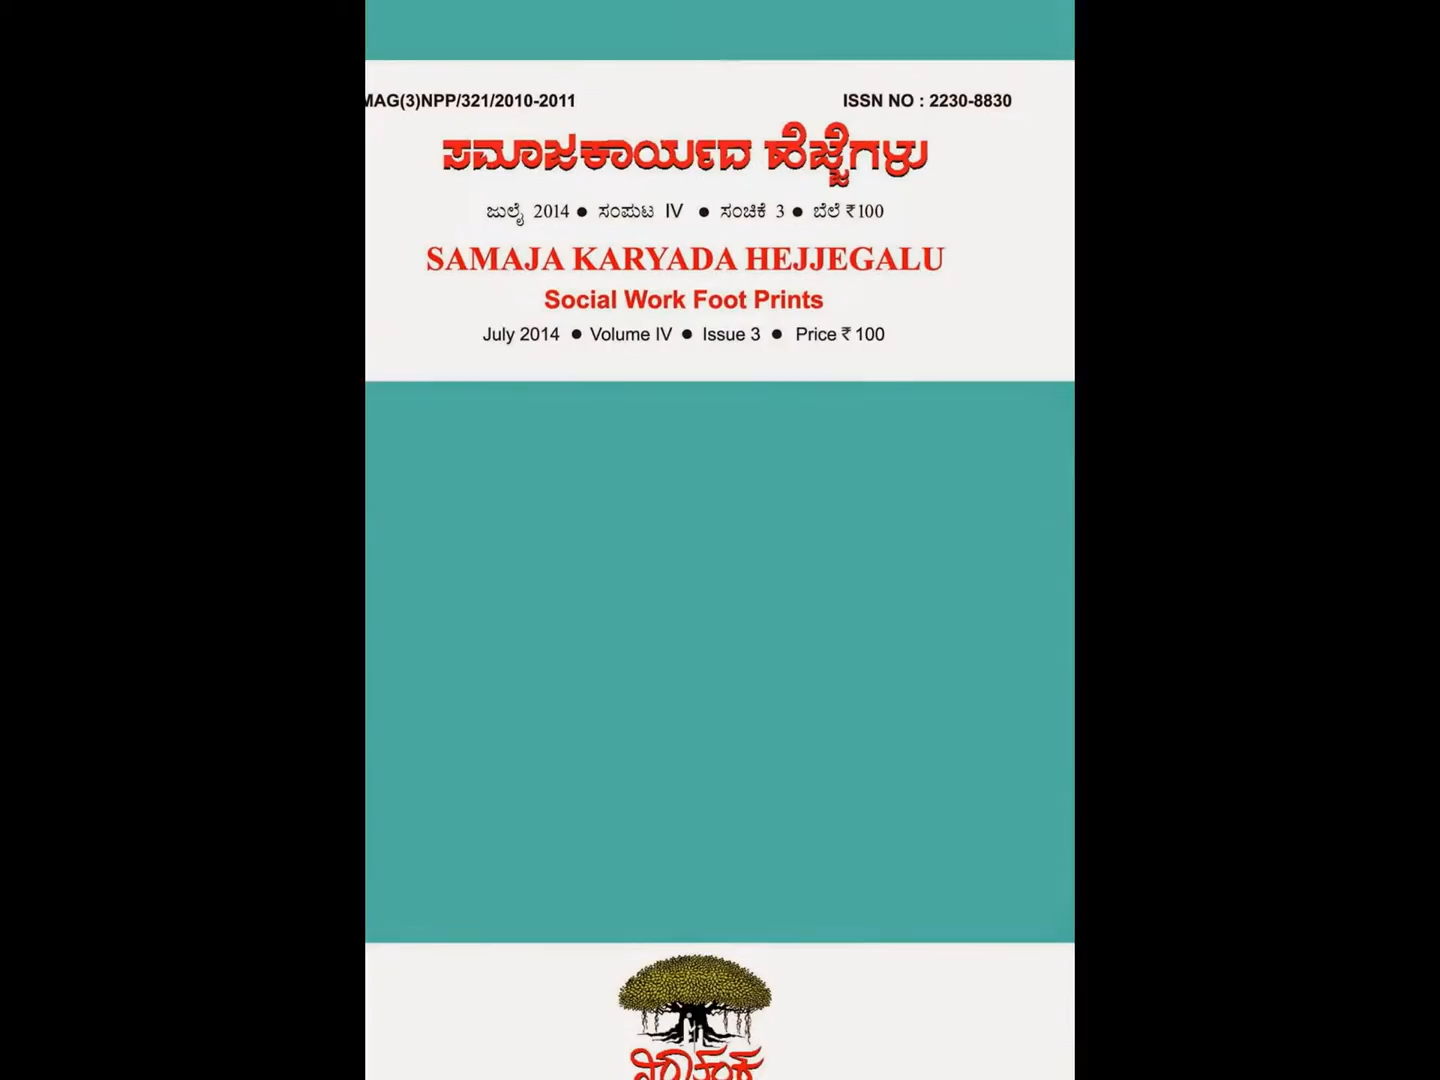 MAG(3)NPP/321/2010-2011 ISSN NO : 2230-8830
ಸಮಾಜಕಾರ್ಯದ ಹೆಜ್ಜೆಗಳು
ಜುಲೈ 2014 ● ಸಂಪುಟ IV ● ಸಂಚಿಕೆ 3 ● ಬೆಲೆ ₹ 100
SAMAJA KARYADA HEJJEGALU
Social Work Foot Prints
July 2014 ● Volume IV ● Issue 3 ● Price ₹ 100
ನಿರಾತಂಕ